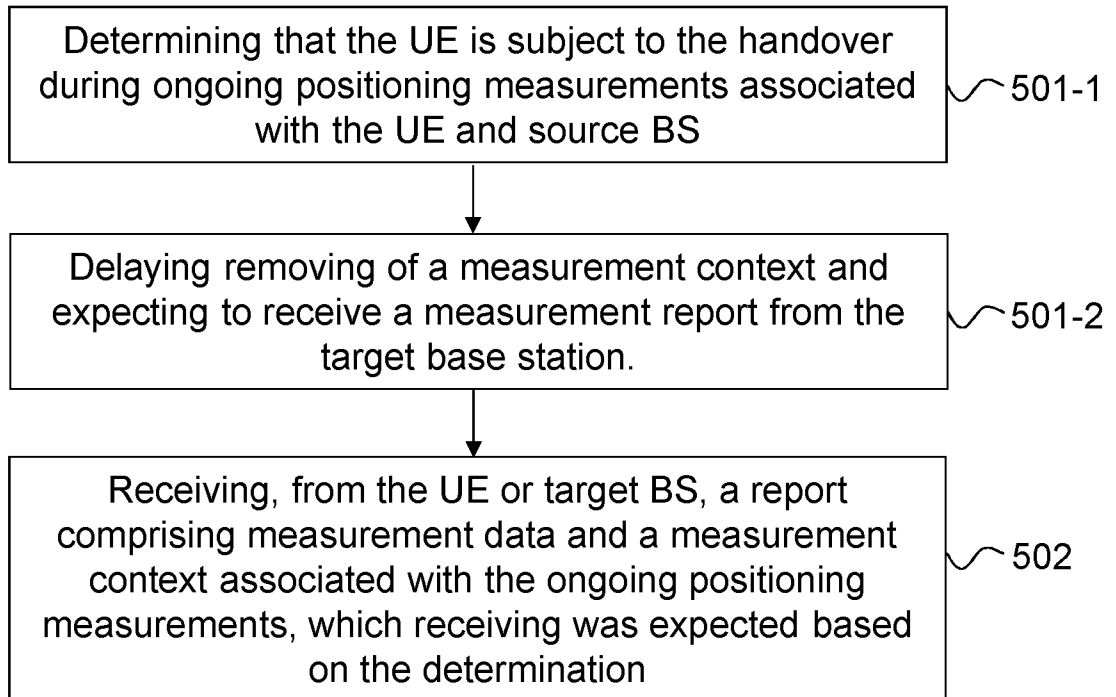 Determining that the UE is subject to the handover
during ongoing positioning measurements associated
with the UE and source BS
501-1
Delaying removing of a measurement context and
expecting to receive a measurement report from the
target base station.
501-2
Receiving, from the UE or target BS, a report
comprising measurement data and a measurement
context associated with the ongoing positioning
measurements, which receiving was expected based
on the determination
502